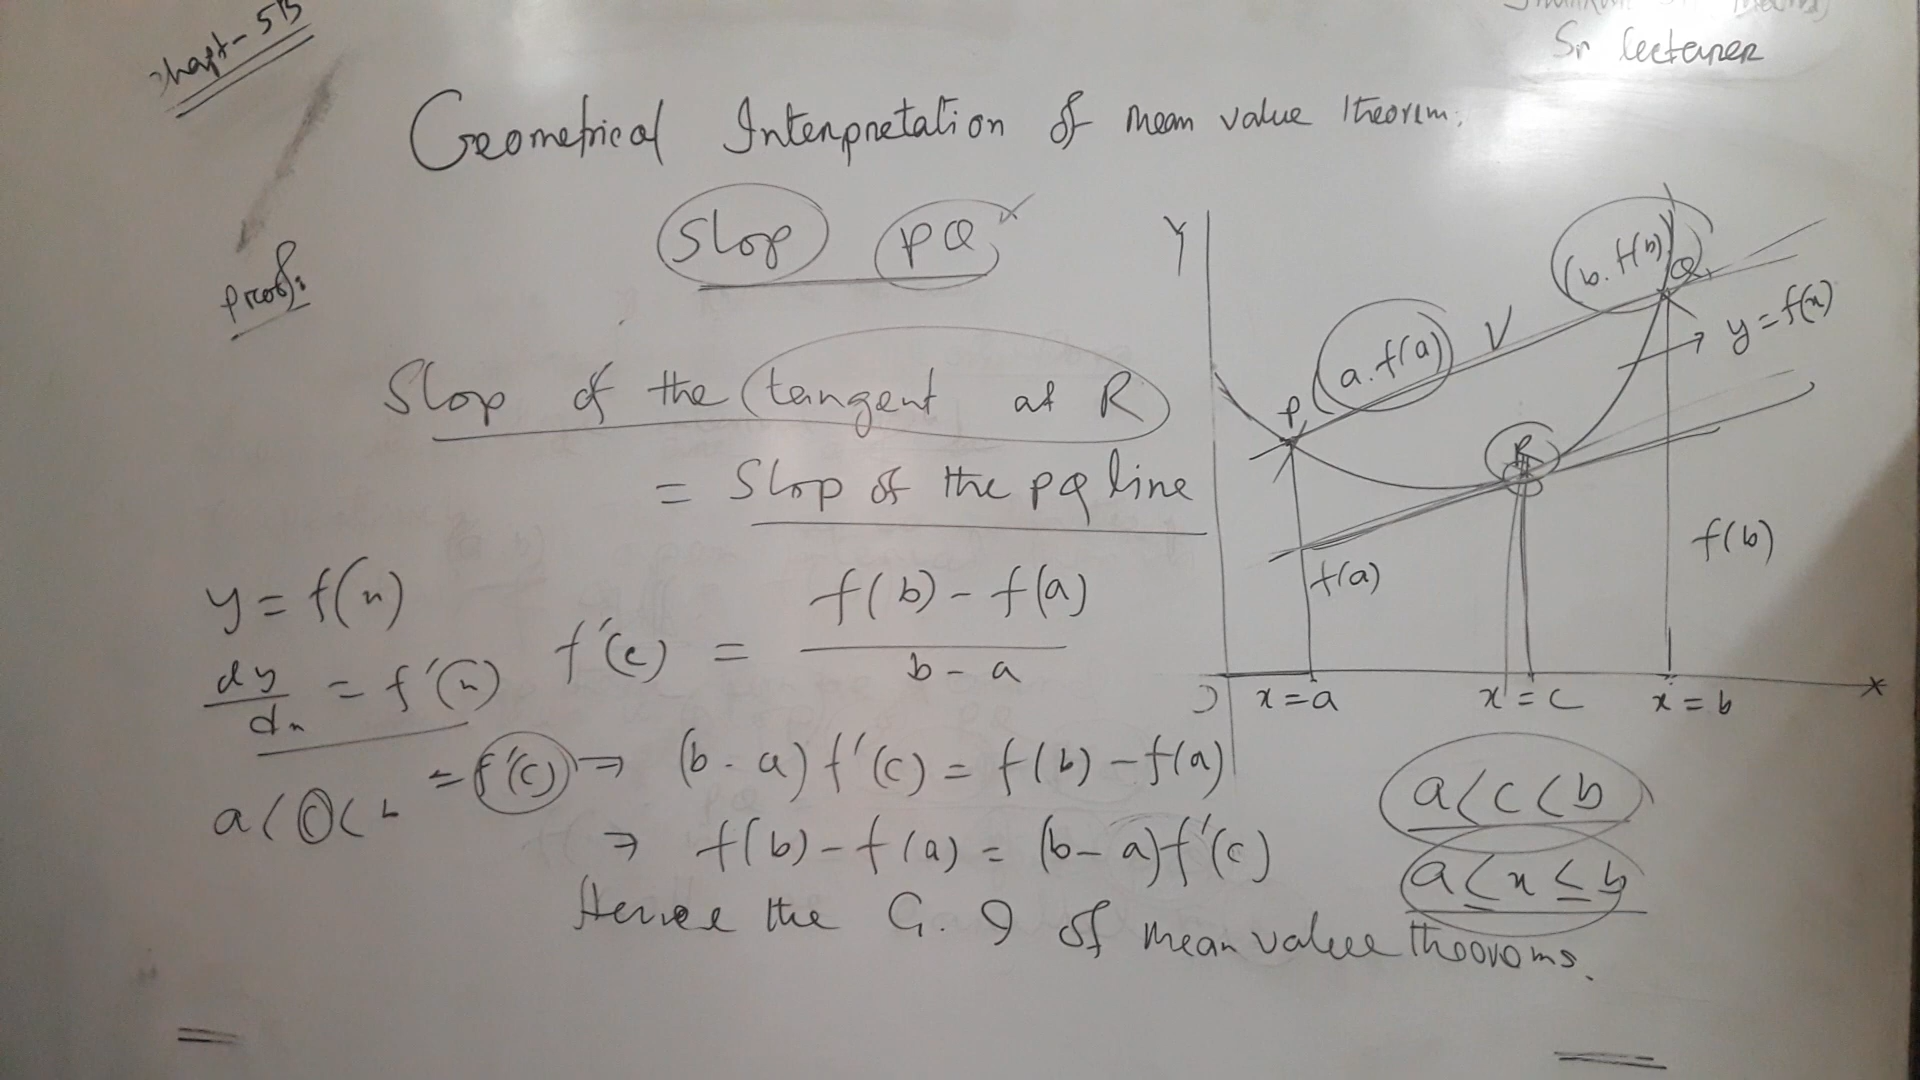 Chapt-5B
Sr lecturer
Geometrical Interpretation of mean value theorem.
Proof:
Slop PQ
Slop of the tangent at R
= Slop of the PQ line
y = f(x)
dy/dx = f'(x)
= f'(c)
a < c < b
f'(c) = f(b) - f(a) / b - a
⇒ (b - a) f'(c) = f(b) - f(a)
⇒ f(b) - f(a) = (b - a) f'(c)
Hence the G. I of mean value theorems.
Y
(b. f(b))
Q
y = f(x)
(a. f(a))
P
R
f(a)
f(b)
O x = a x = c x = b X
a < c < b
a ≤ x ≤ b